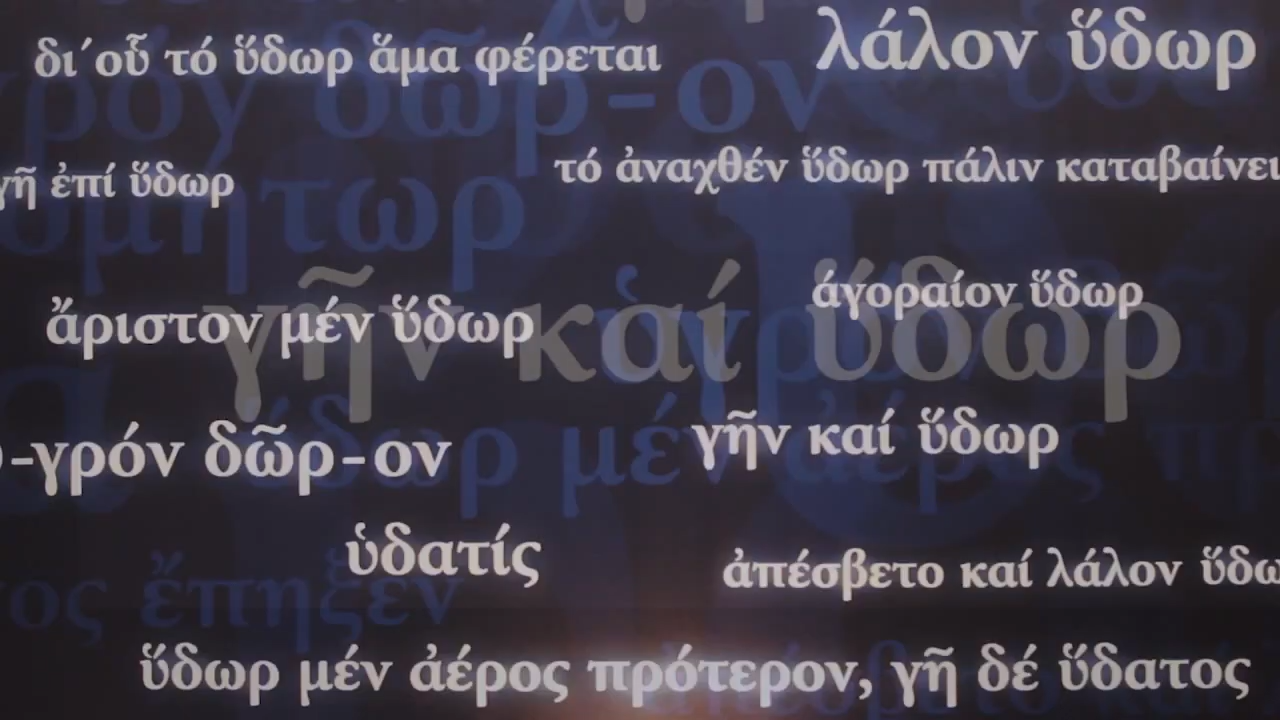 δι΄οὗ τό ὕδωρ ἅμα φέρεται
λάλον ὕδωρ
γῆ ἐπί ὕδωρ
τό ἀναχθέν ὕδωρ πάλιν καταβαίνει
ἄριστον μέν ὕδωρ
γῆν καί ὕδωρ
ἁγοραίον ὕδωρ
-γρόν δῶρ-ον
γῆν καί ὕδωρ
ὑδατίς
ἀπέσβετο καί λάλον
ὕδωρ μέν ἀέρος πρότερον, γῆ δέ ὕδατος